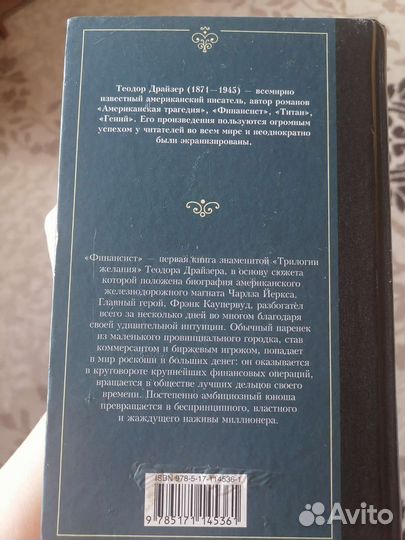 Теодор Драйзер (1871—1945) — всемирно
известный американский писатель, автор романов
«Американская трагедия», «Финансист», «Титан»,
«Гений». Его произведения пользуются огромным
успехом у читателей во всем мире и неоднократно
были экранизированы.
«Финансист» — первая книга знаменитой «Трилогии
желания» Теодора Драйзера, в основу сюжета
которой положена биография американского
железнодорожного магната Чарлза Йеркса.
Главный герой, Фрэнк Каупервуд, разбогател
всего за несколько дней во многом благодаря
своей удивительной интуиции. Обычный паренек
из маленького провинциального городка, став
коммерсантом и биржевым игроком, попадает
в мир роскоши и больших денег: он оказывается
в круговороте крупнейших финансовых операций,
вращается в обществе лучших дельцов своего
времени. Постепенно амбициозный юноша
превращается в беспринципного, властного
и жаждущего наживы миллионера.
ISBN 978-5-17-114536-1
9 785171 145361
Avito